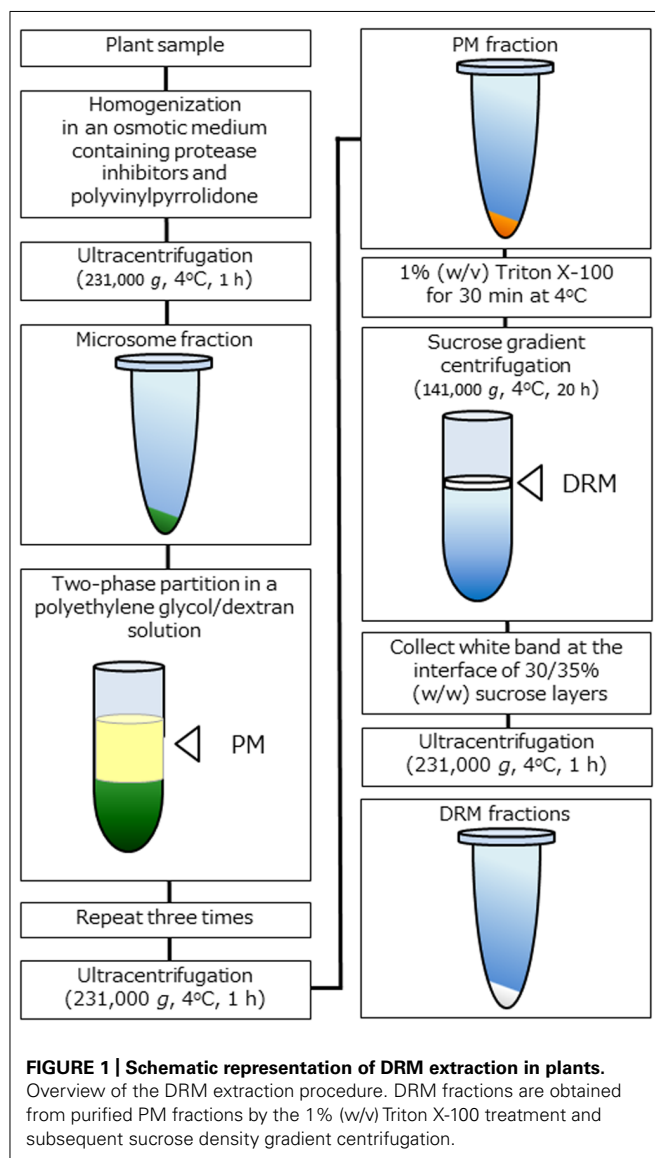 Plant sample
Homogenization
in an osmotic medium
containing protease
inhibitors and
polyvinylpyrrolidone
Ultracentrifugation
(231,000 g, 4ºC, 1 h)
Microsome fraction
Two-phase partition in a
polyethylene glycol/dextran
solution
PM
Repeat three times
Ultracentrifugation
(231,000 g, 4ºC, 1 h)
PM fraction
1% (w/v) Triton X-100
for 30 min at 4ºC
Sucrose gradient
centrifugation
(141,000 g, 4ºC, 20 h)
DRM
Collect white band at the
interface of 30/35%
(w/w) sucrose layers
Ultracentrifugation
(231,000 g, 4ºC, 1 h)
DRM fractions
FIGURE 1 | Schematic representation of DRM extraction in plants.
Overview of the DRM extraction procedure. DRM fractions are obtained
from purified PM fractions by the 1% (w/v) Triton X-100 treatment and
subsequent sucrose density gradient centrifugation.